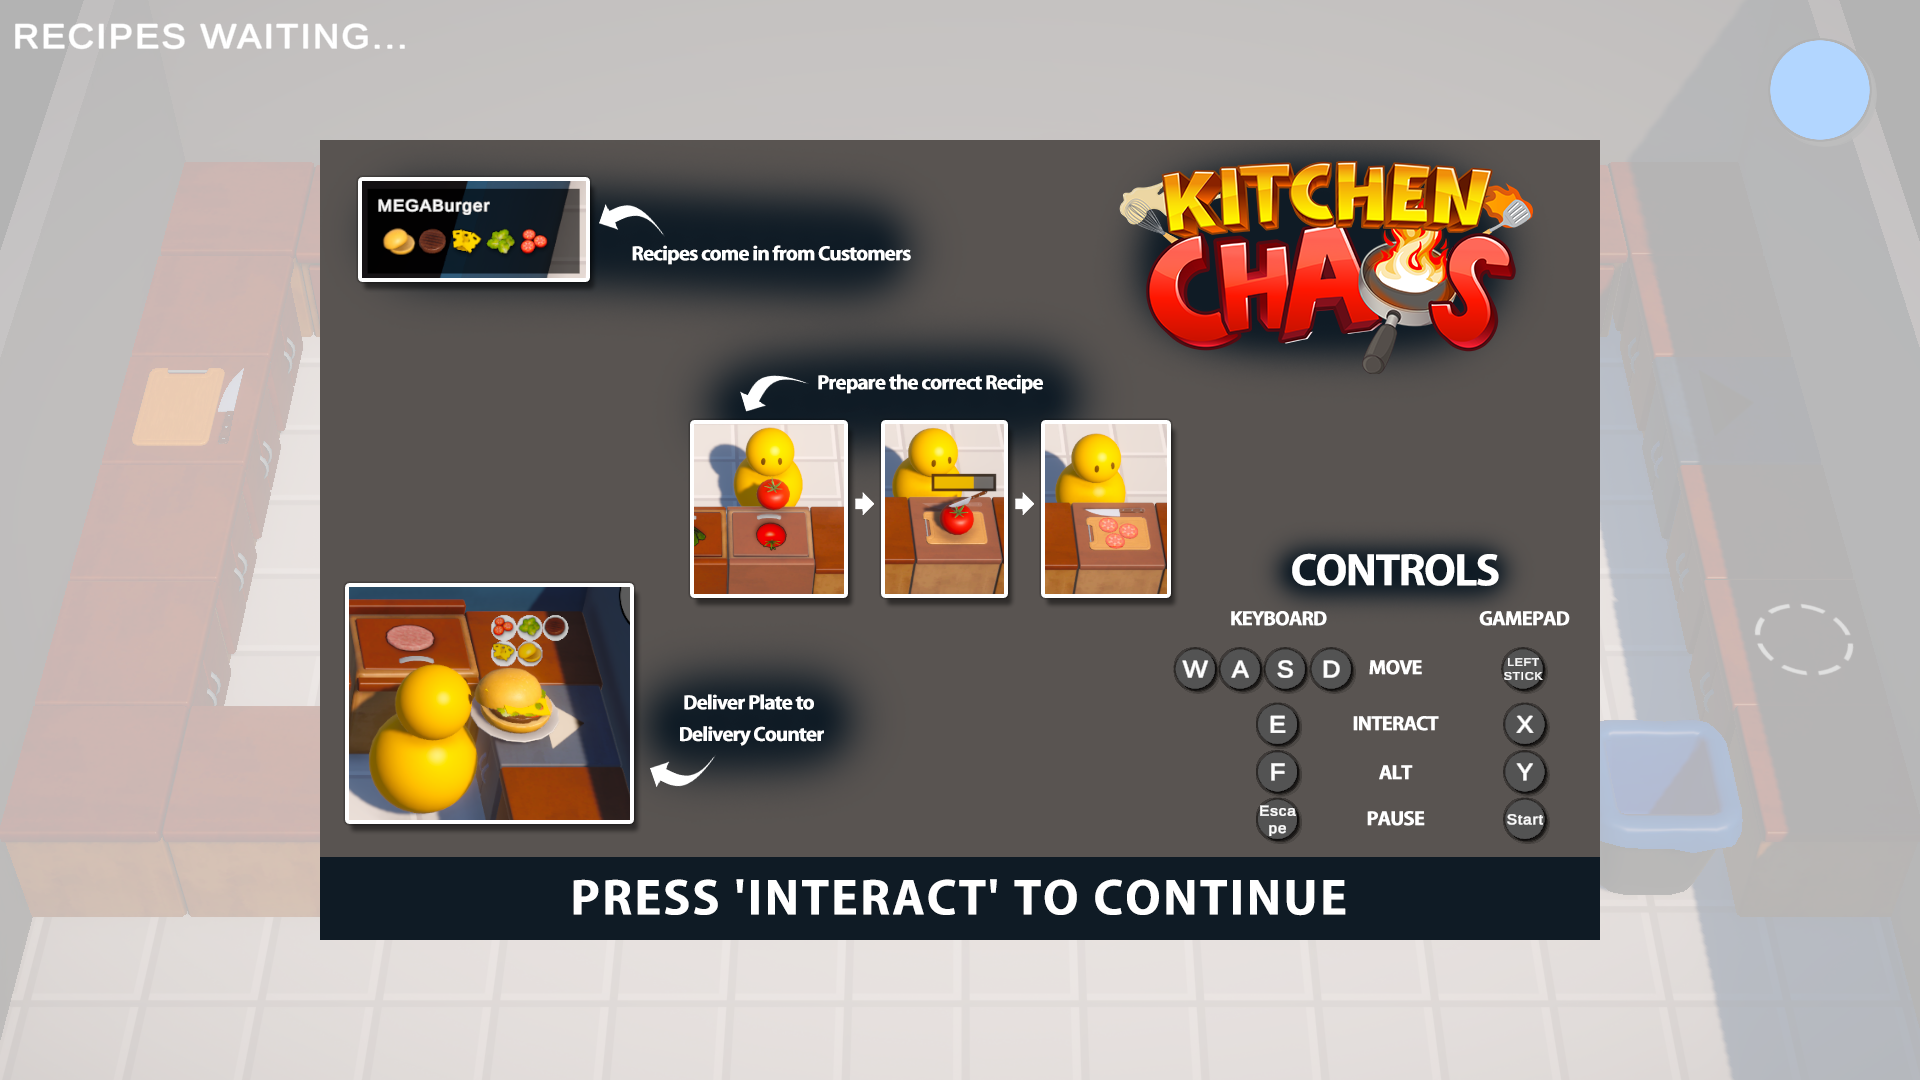 RECIPES WAITING...
MEGABurger
Recipes come in from Customers
KITCHEN
CHAOS
Prepare the correct Recipe
Deliver Plate to
Delivery Counter
CONTROLS
KEYBOARD GAMEPAD
W A S D MOVE LEFT
STICK
E INTERACT X
F ALT Y
Esca
pe PAUSE Start
PRESS 'INTERACT' TO CONTINUE